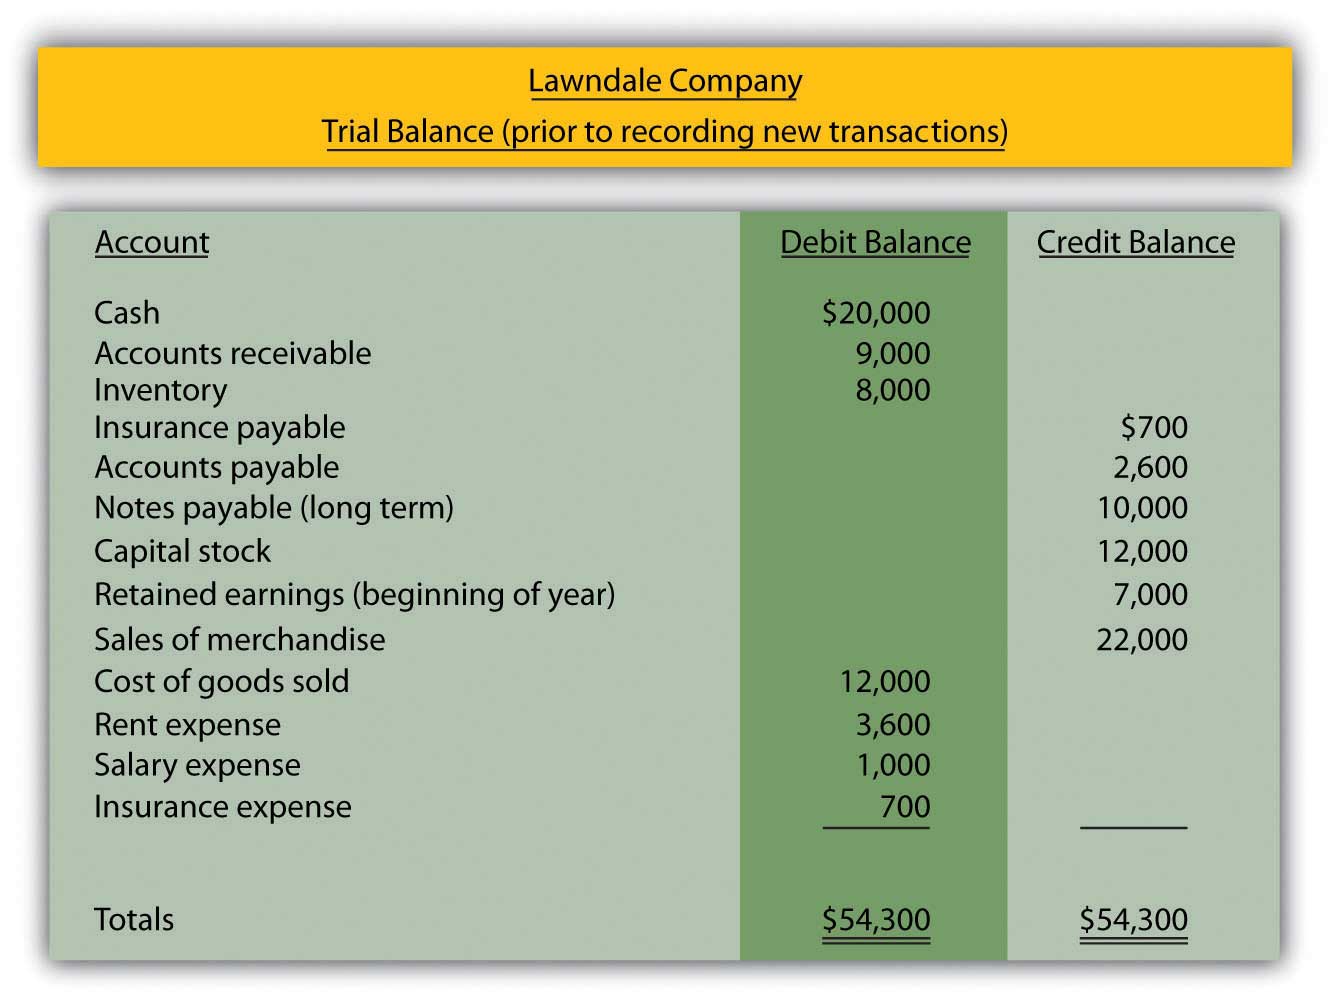 Lawndale Company
Trial Balance (prior to recording new transactions)
Account Debit Balance Credit Balance
Cash $20,000
Accounts receivable 9,000
Inventory 8,000
Insurance payable $700
Accounts payable 2,600
Notes payable (long term) 10,000
Capital stock 12,000
Retained earnings (beginning of year) 7,000
Sales of merchandise 22,000
Cost of goods sold 12,000
Rent expense 3,600
Salary expense 1,000
Insurance expense 700
Totals $54,300 $54,300